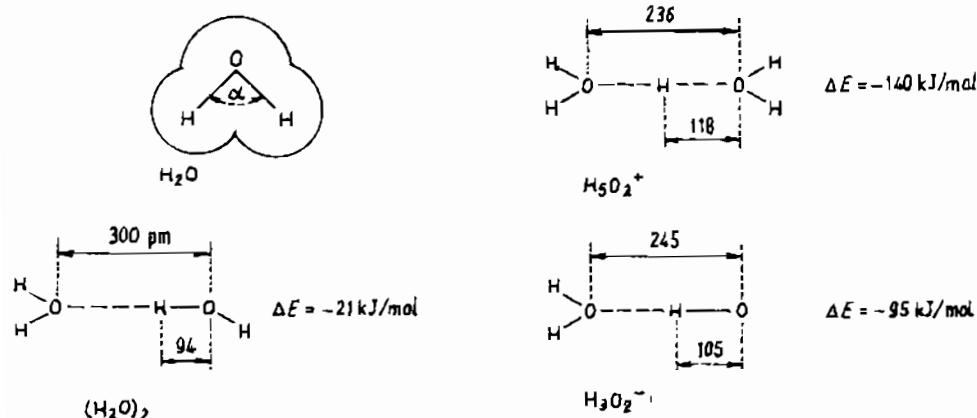 O
α
H H
H₂O
236
H H
O H O
H H
118
ΔE = −140 kJ/mol
H₅O₂⁺
300 pm
H
O H O
H H
94
ΔE = −21 kJ/mol
(H₂O)₂
245
H
O H O
H
105
ΔE = −95 kJ/mol
H₃O₂⁻